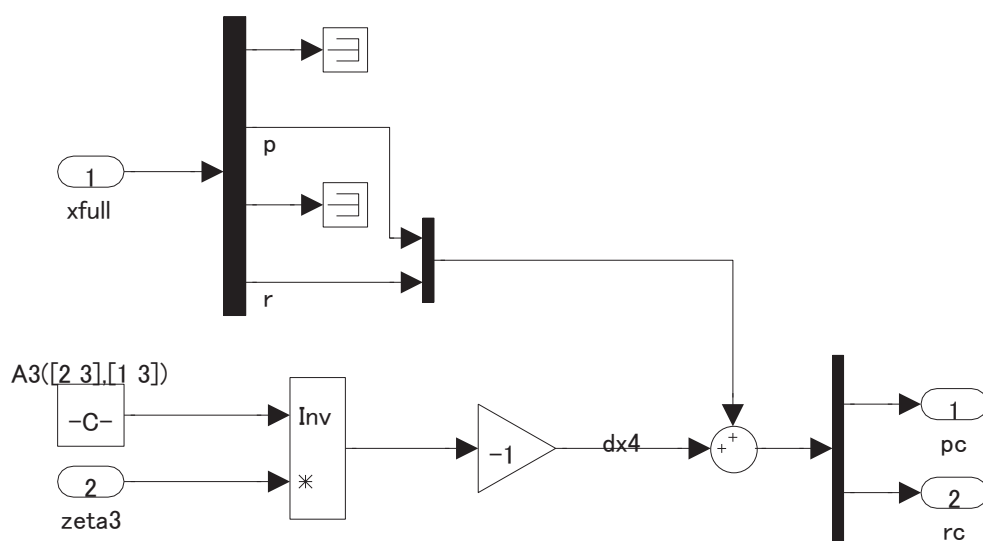 p
1
xfull
r
A3([2 3],[1 3])
-C-
Inv
-1
dx4
+
+
1
pc
2
zeta3
*
2
rc